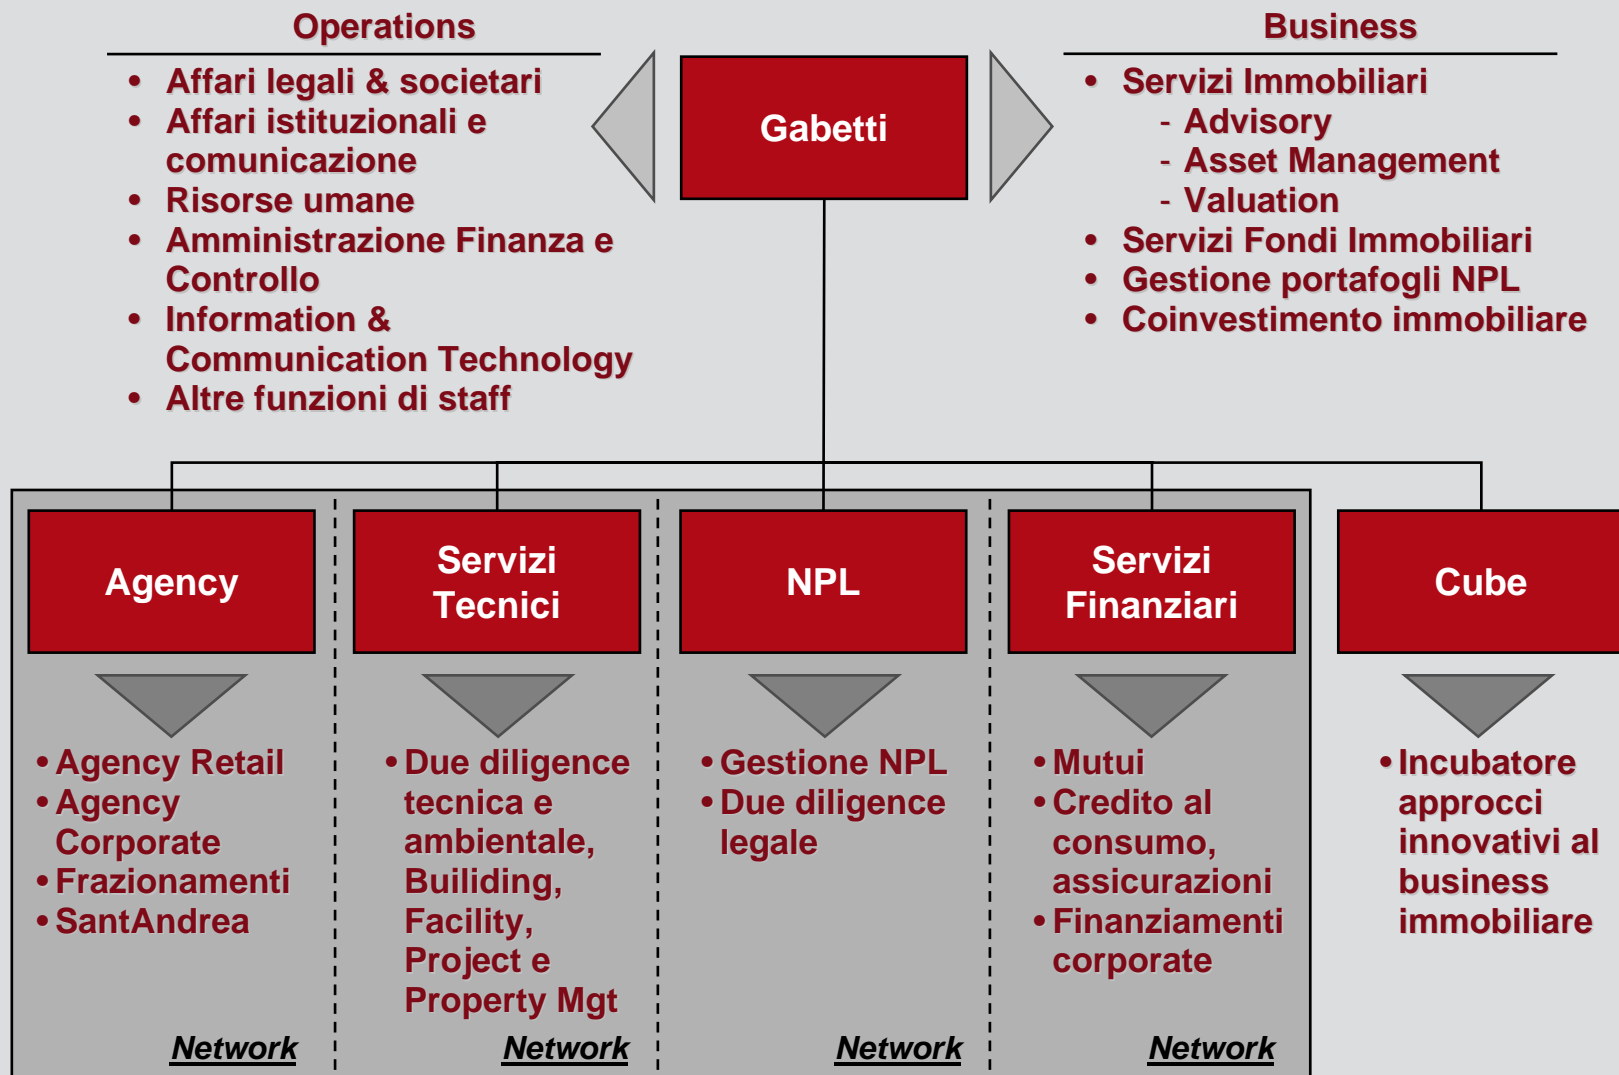 Operations
• Affari legali & societari
• Affari istituzionali e
comunicazione
• Risorse umane
• Amministrazione Finanza e
Controllo
• Information &
Communication Technology
• Altre funzioni di staff
Gabetti
Business
• Servizi Immobiliari
- Advisory
- Asset Management
- Valuation
• Servizi Fondi Immobiliari
• Gestione portafogli NPL
• Coinvestimento immobiliare
Agency
• Agency Retail
• Agency
Corporate
• Frazionamenti
• SantAndrea
Network
Servizi
Tecnici
• Due diligence
tecnica e
ambientale,
Builiding,
Facility,
Project e
Property Mgt
Network
NPL
• Gestione NPL
• Due diligence
legale
Network
Servizi
Finanziari
• Mutui
• Credito al
consumo,
assicurazioni
• Finanziamenti
corporate
Network
Cube
• Incubatore
approcci
innovativi al
business
immobiliare